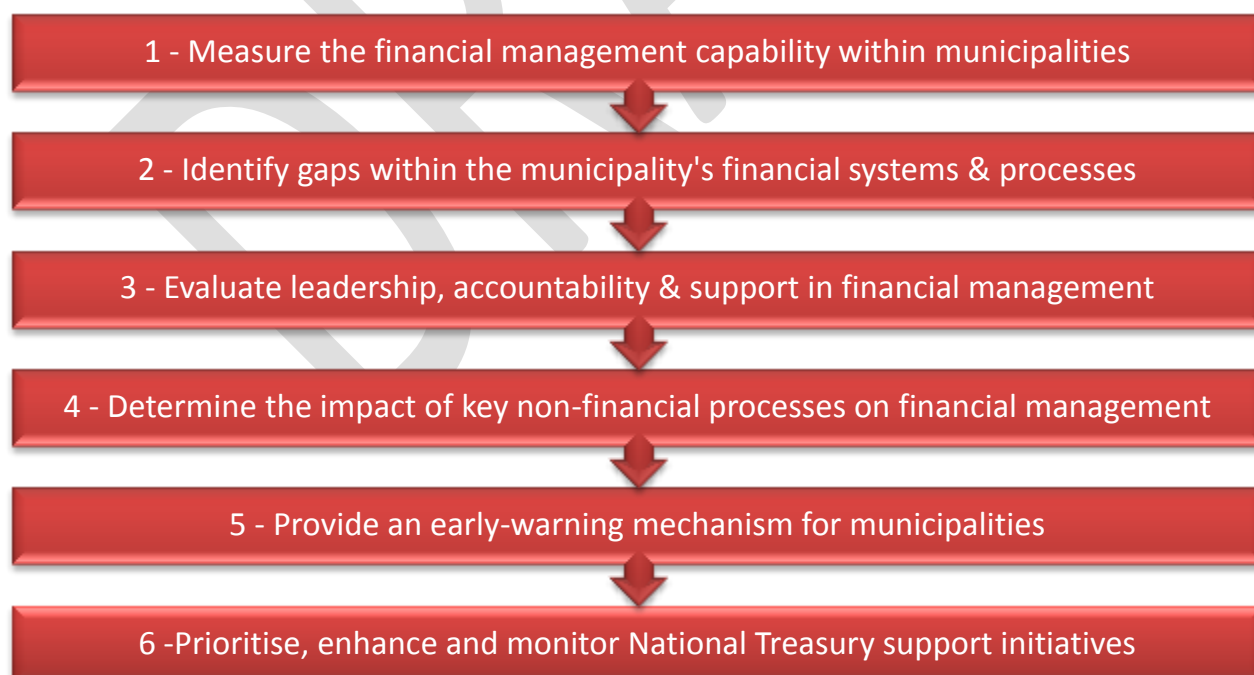 1 - Measure the financial management capability within municipalities
2 - Identify gaps within the municipality's financial systems & processes
3 - Evaluate leadership, accountability & support in financial management
4 - Determine the impact of key non-financial processes on financial management
5 - Provide an early-warning mechanism for municipalities
6 -Prioritise, enhance and monitor National Treasury support initiatives